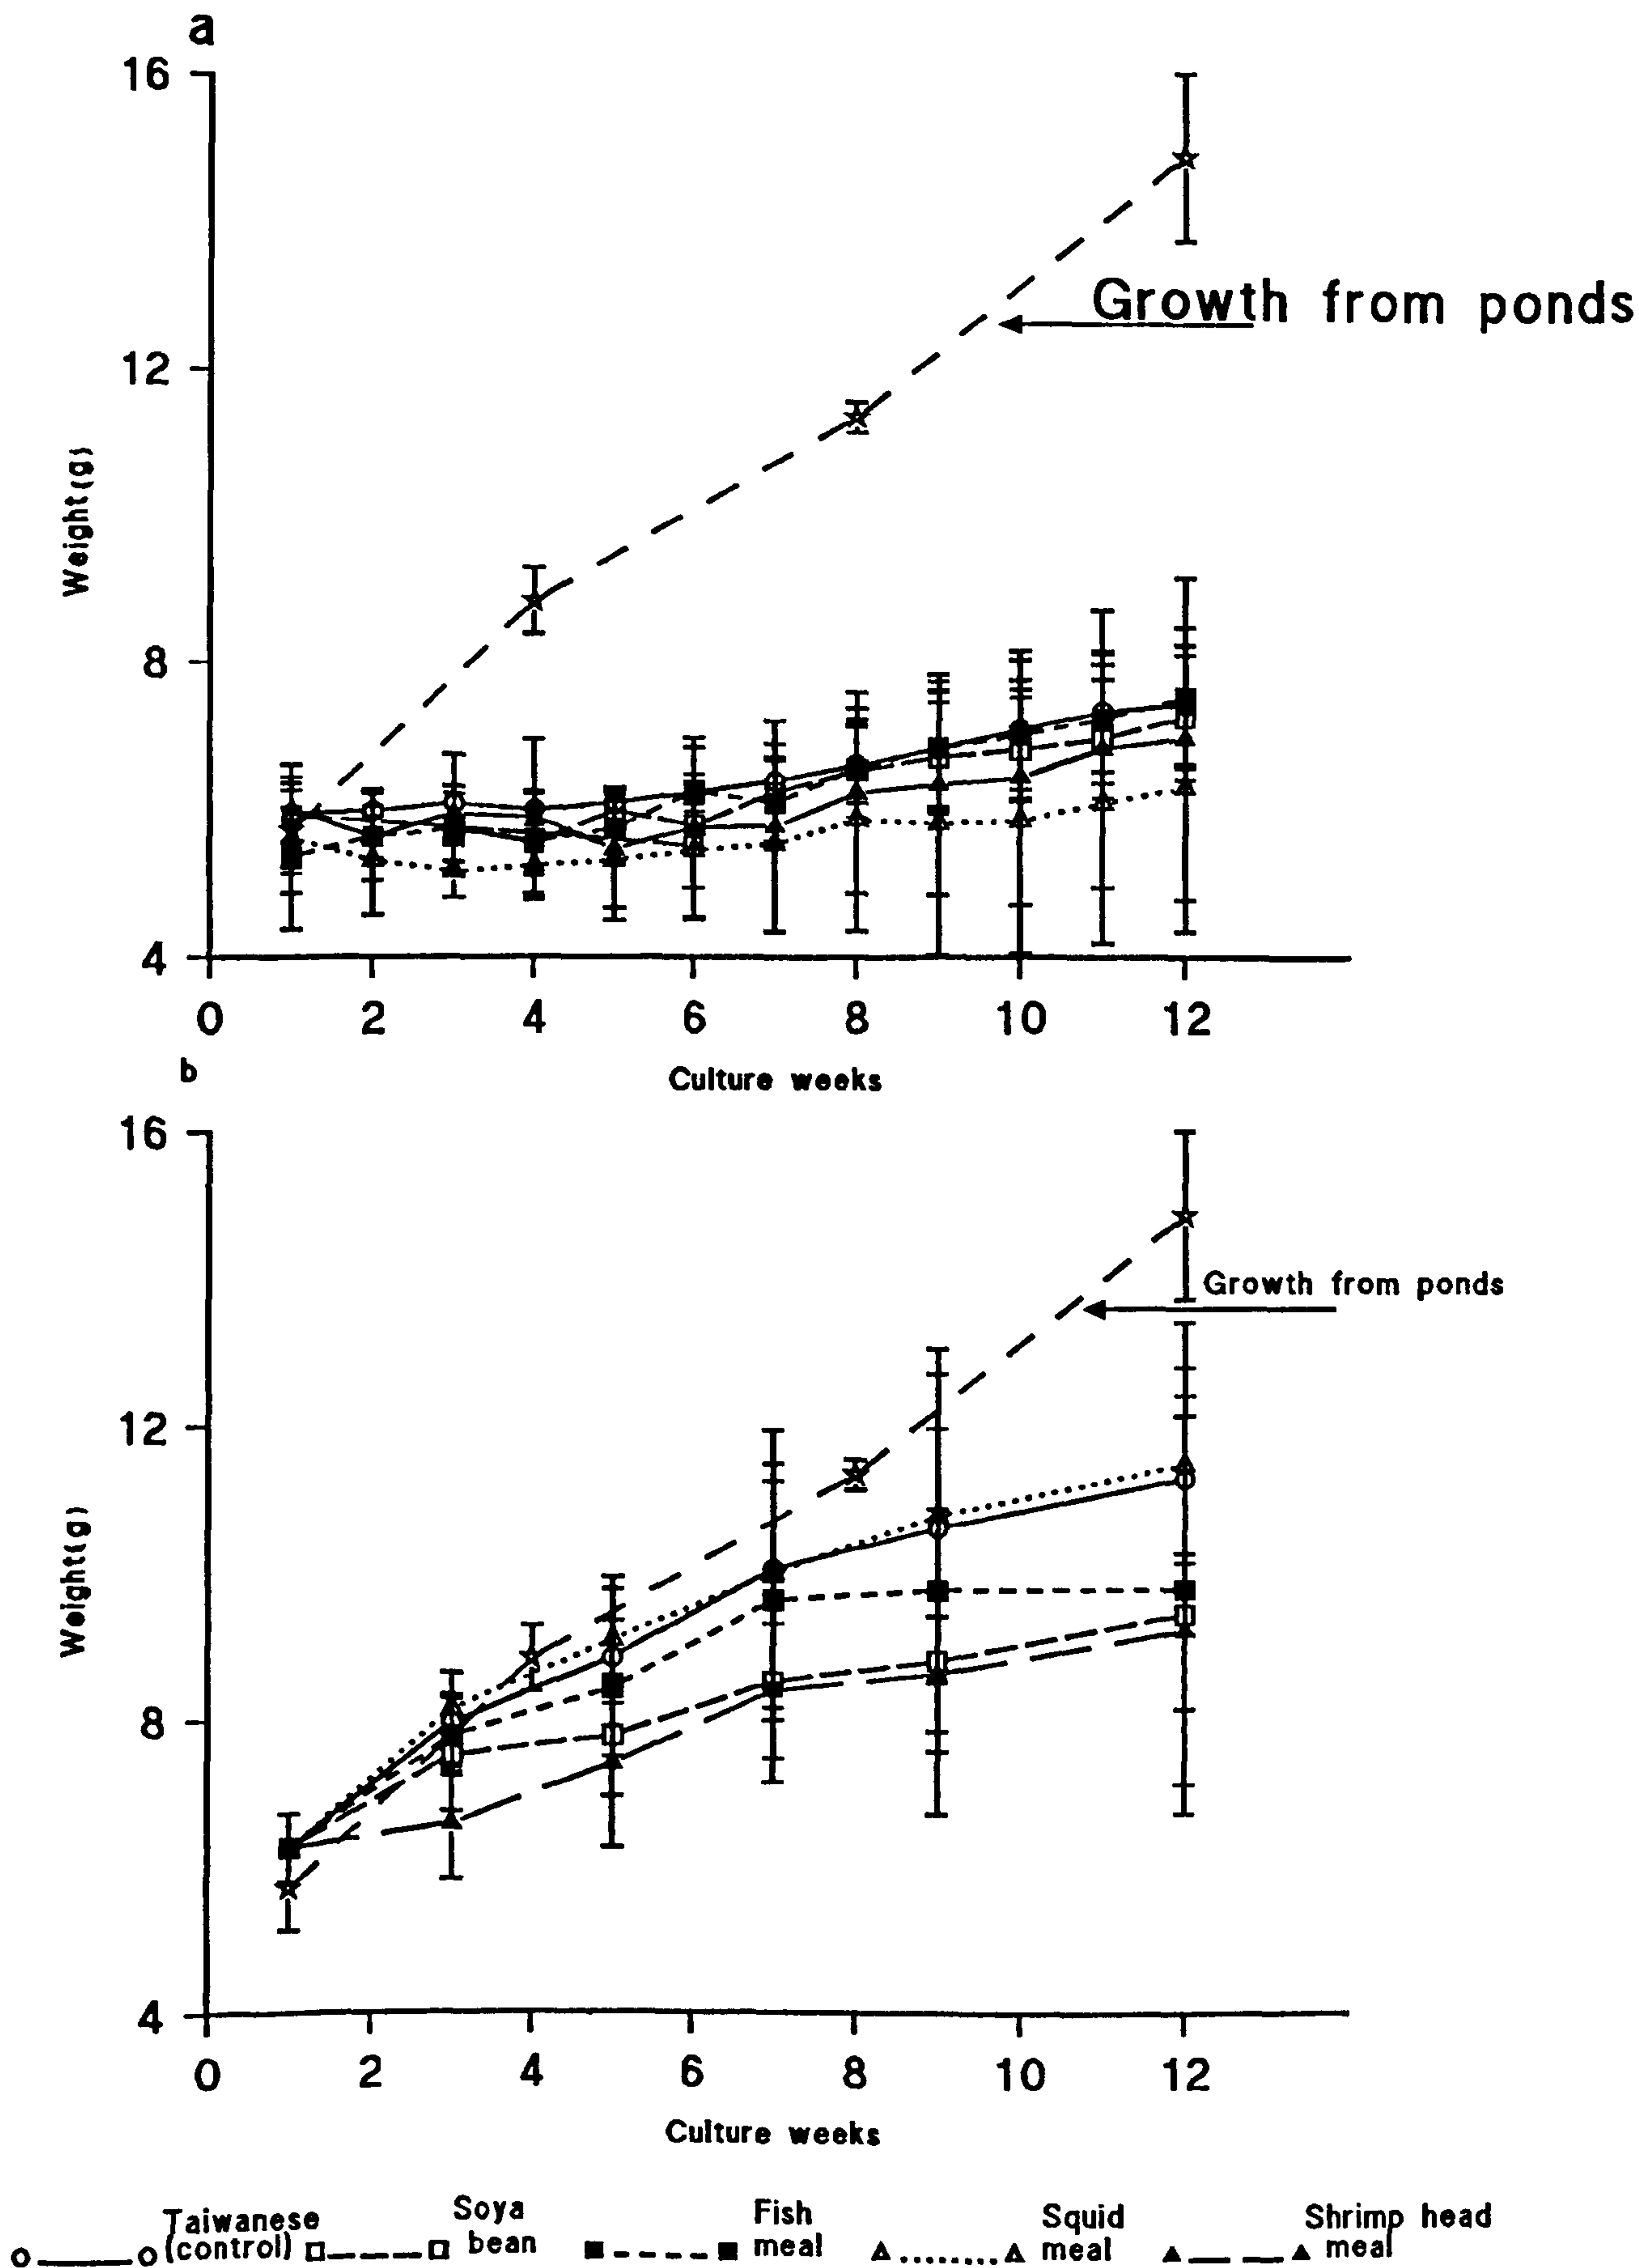 a
16
12
8
4
Weight(g)
Growth from ponds
0 2 4 6 8 10 12
Culture weeks
b
16
12
8
4
Weight(g)
Growth from ponds
0 2 4 6 8 10 12
Culture weeks
Taiwanese (control)
Soya bean
Fish meal
Squid meal
Shrimp head meal